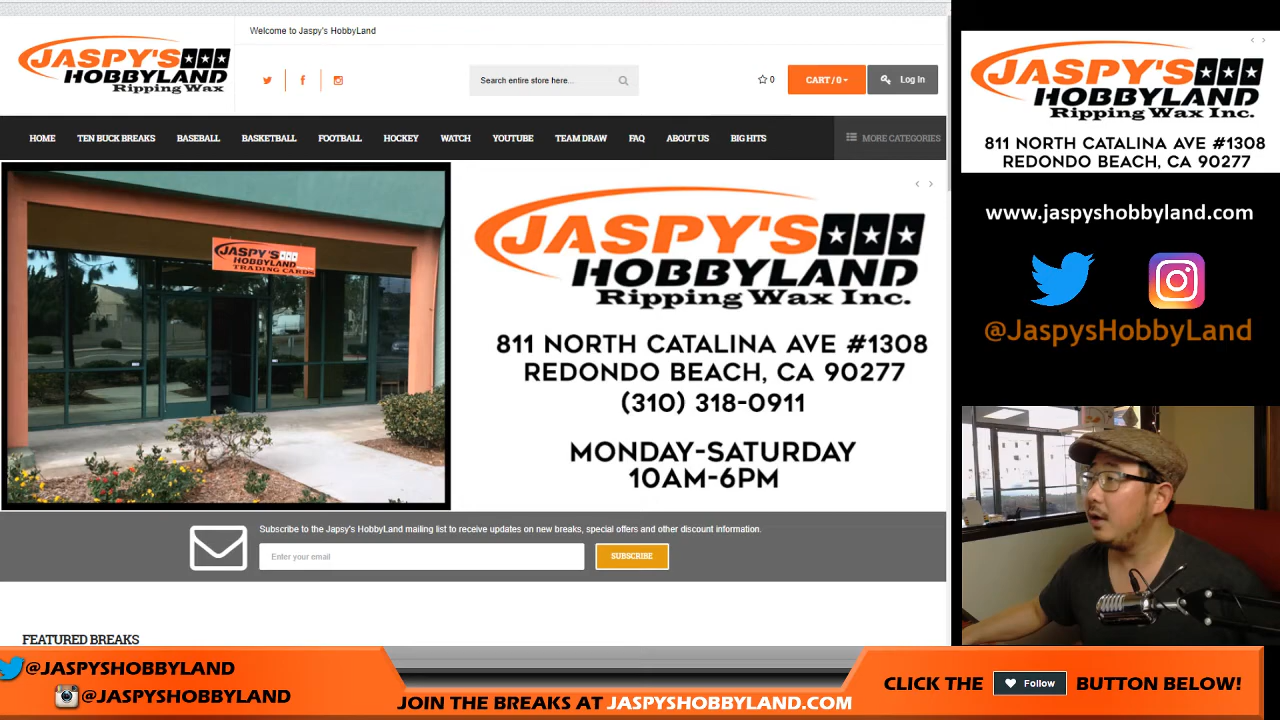 Welcome to Jaspy's HobbyLand
JASPY'S
HOBBYLAND
Ripping Wax
Search entire store here...
0
CART / 0
Log In
HOME
TEN BUCK BREAKS
BASEBALL
BASKETBALL
FOOTBALL
HOCKEY
WATCH
YOUTUBE
TEAM DRAW
FAQ
ABOUT US
BIG HITS
MORE CATEGORIES
JASPY'S
HOBBYLAND
TRADING CARDS
JASPY'S
HOBBYLAND
Ripping Wax Inc.
811 NORTH CATALINA AVE #1308
REDONDO BEACH, CA 90277
(310) 318-0911
MONDAY-SATURDAY
10AM-6PM
Subscribe to the Japsy's HobbyLand mailing list to receive updates on new breaks, special offers and other discount information.
Enter your email
SUBSCRIBE
FEATURED BREAKS
JASPY'S
HOBBYLAND
Ripping Wax Inc.
811 NORTH CATALINA AVE #1308
REDONDO BEACH, CA 90277
www.jaspyshobbyland.com
@JaspysHobbyLand
@JASPYSHOBBYLAND
@JASPYSHOBBYLAND
JOIN THE BREAKS AT JASPYSHOBBYLAND.COM
CLICK THE Follow BUTTON BELOW!